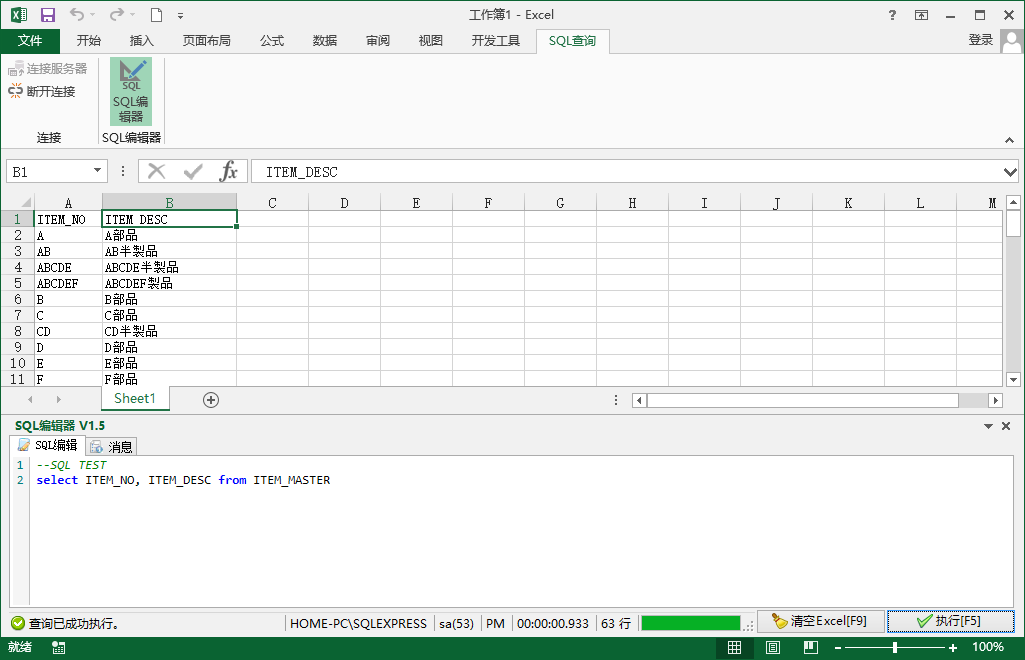 工作簿1 - Excel
文件 开始 插入 页面布局 公式 数据 审阅 视图 开发工具 SQL查询 登录
连接服务器
断开连接
连接
SQL
SQL编
辑器
SQL编辑器
B1 fx ITEM_DESC
A B C D E F G H I J K L M
1 ITEM_NO ITEM_DESC
2 A A部品
3 AB AB半製品
4 ABCDE ABCDE半製品
5 ABCDEF ABCDEF製品
6 B B部品
7 C C部品
8 CD CD半製品
9 D D部品
10 E E部品
11 F F部品
Sheet1
SQL编辑器 V1.5
SQL编辑 消息
1 --SQL TEST
2 select ITEM_NO, ITEM_DESC from ITEM_MASTER
查询已成功执行。 HOME-PC\SQLEXPRESS sa(53) PM 00:00:00.933 63 行 清空Excel[F9] 执行[F5]
就绪 100%